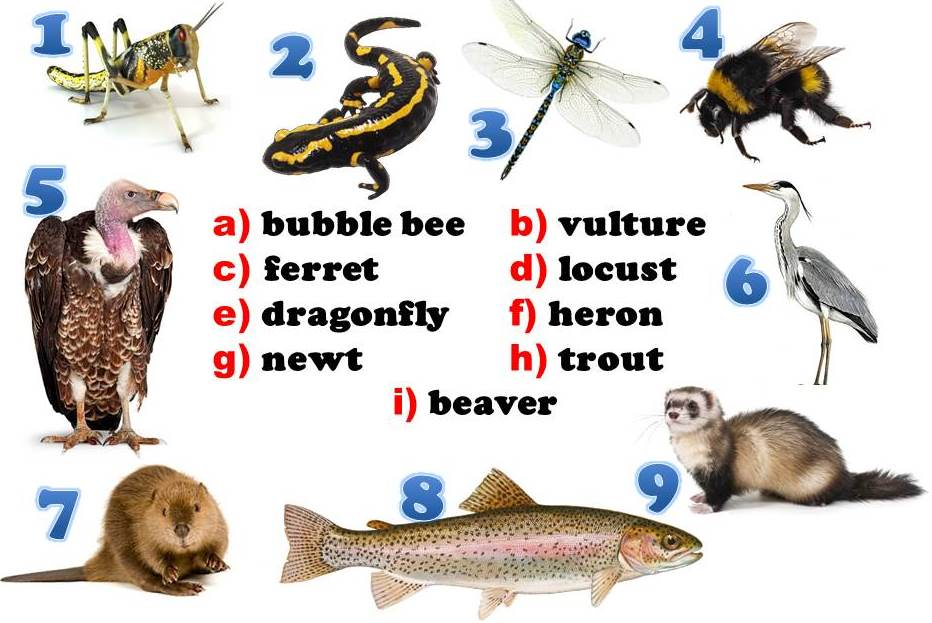 1
2
3
4
5
a) bubble bee b) vulture
c) ferret d) locust
6
e) dragonfly f) heron
g) newt h) trout
i) beaver
7
8
9